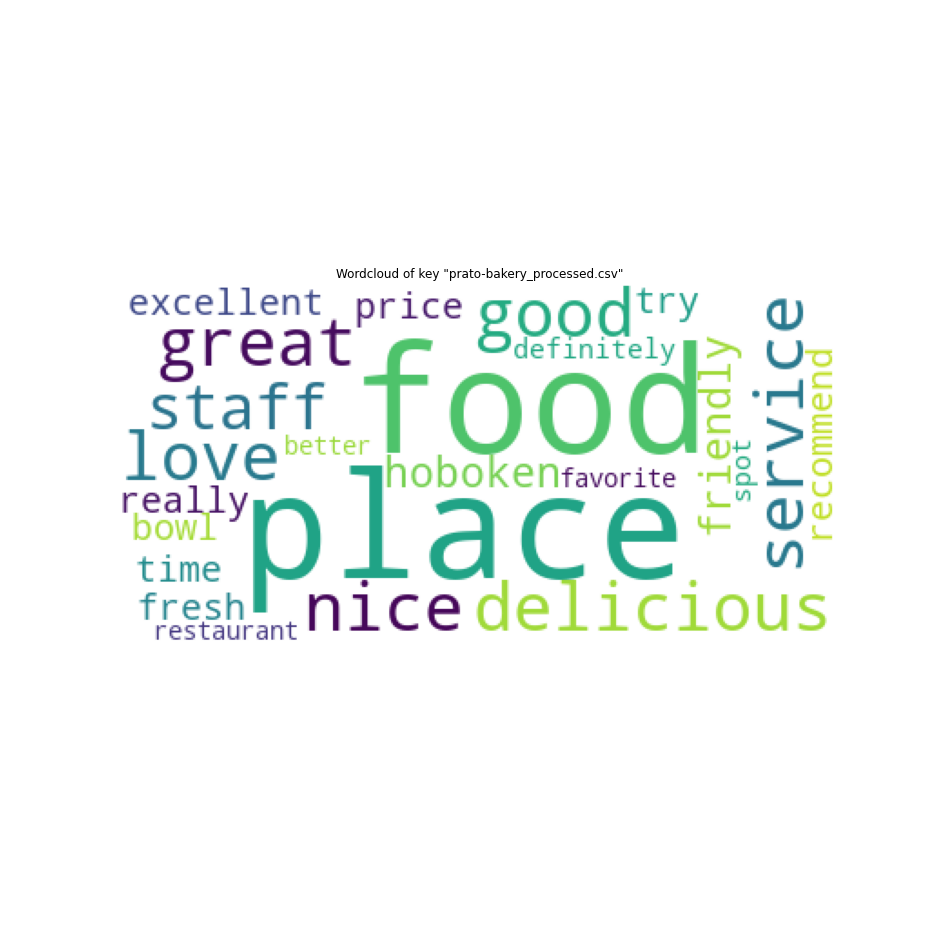 Wordcloud of key "prato-bakery_processed.csv"
excellent
price
good
try
great
definitely
food
friendly
service
recommend
staff
love
better
hoboken
favorite
spot
really
place
bowl
time
fresh
nice
delicious
restaurant